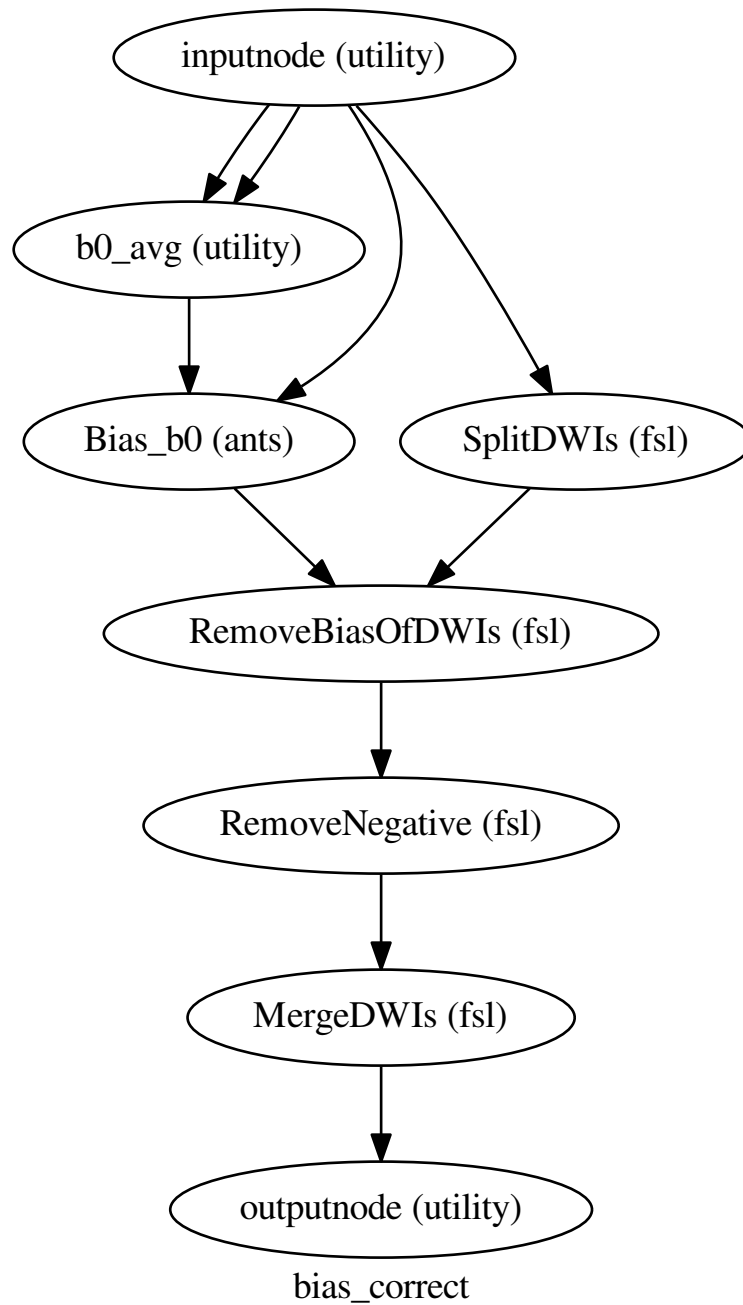 inputnode (utility)
b0_avg (utility)
Bias_b0 (ants)
SplitDWIs (fsl)
RemoveBiasOfDWIs (fsl)
RemoveNegative (fsl)
MergeDWIs (fsl)
outputnode (utility)
bias_correct